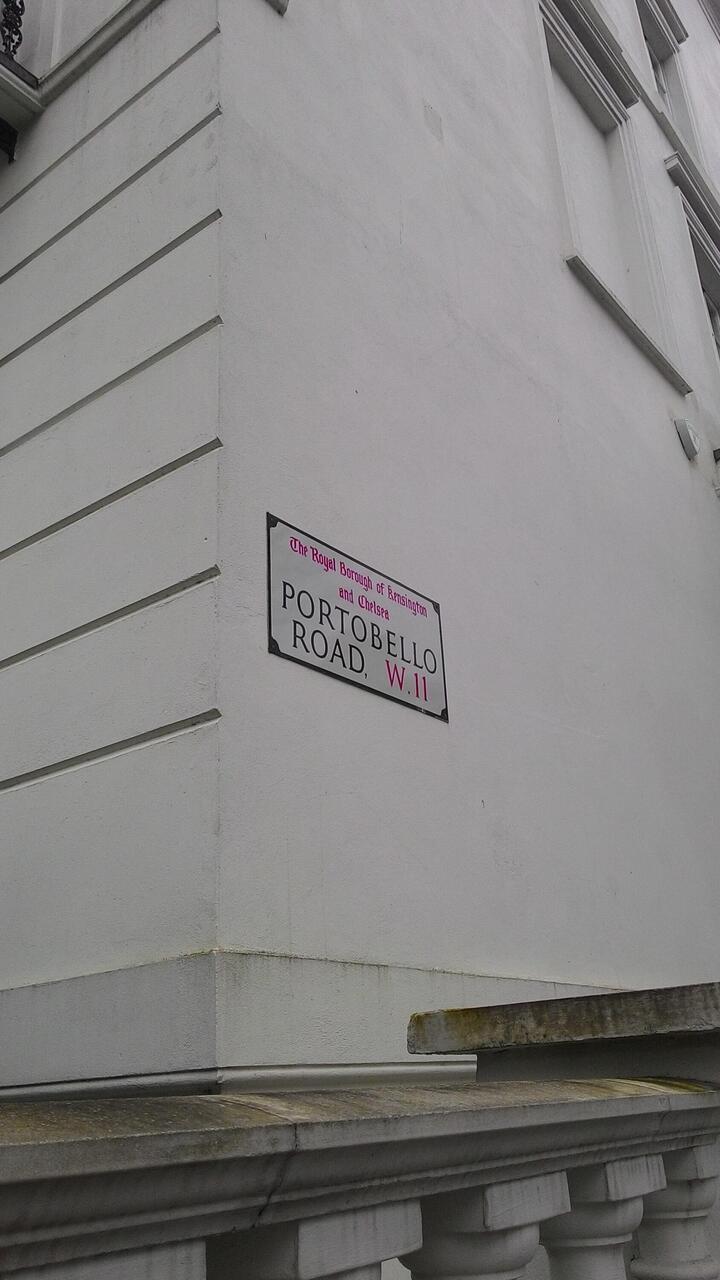 The Royal Borough of Kensington
and Chelsea
PORTOBELLO
ROAD, W.11